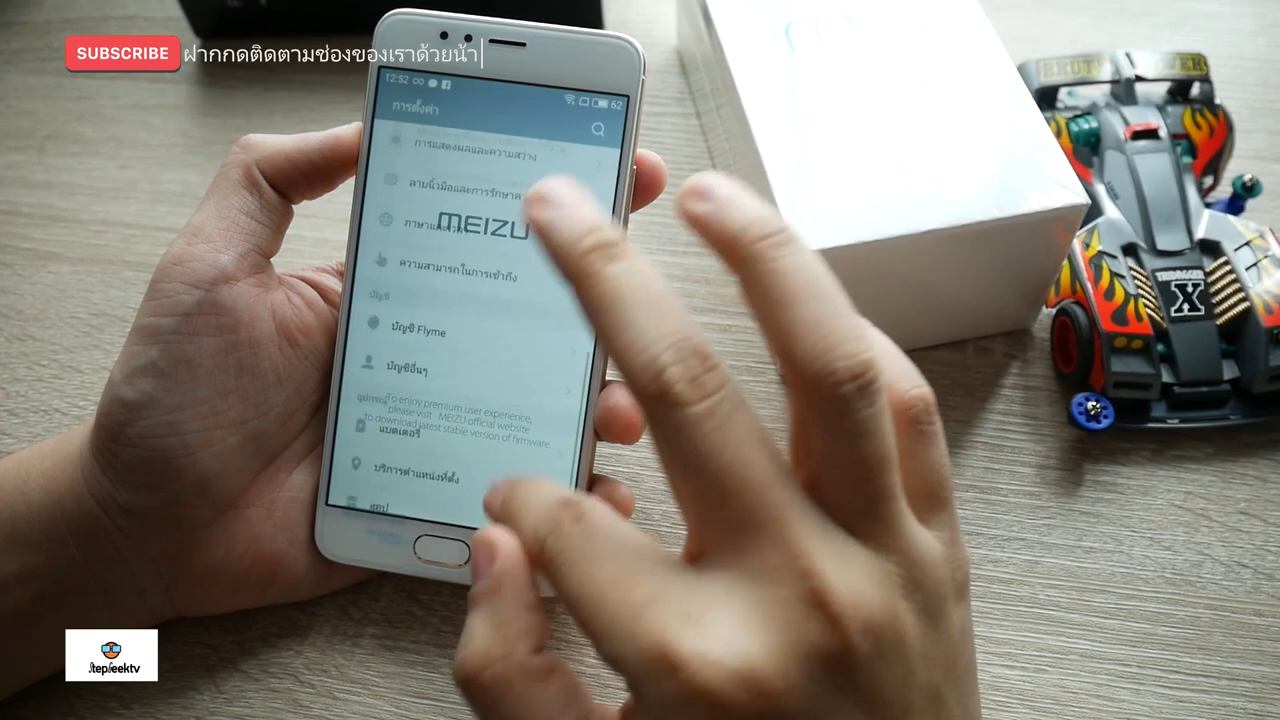 SUBSCRIBE ฝากกดติดตามช่องของเราด้วยน้า
12:52
62
การตั้งค่า
การแสดงผลและความสว่าง
ลายนิ้วมือและการรักษา
MEIZU
ความสามารถในการเข้าถึง
บัญชี
บัญชี Flyme
บัญชีอื่นๆ
อุปกรณ์
To enjoy premium user experience,
please visit MEIZU official website
to download latest stable version of firmware.
แบตเตอรี่
บริการตำแหน่งที่ตั้ง
TRIDAGGER
X
StepGeektv